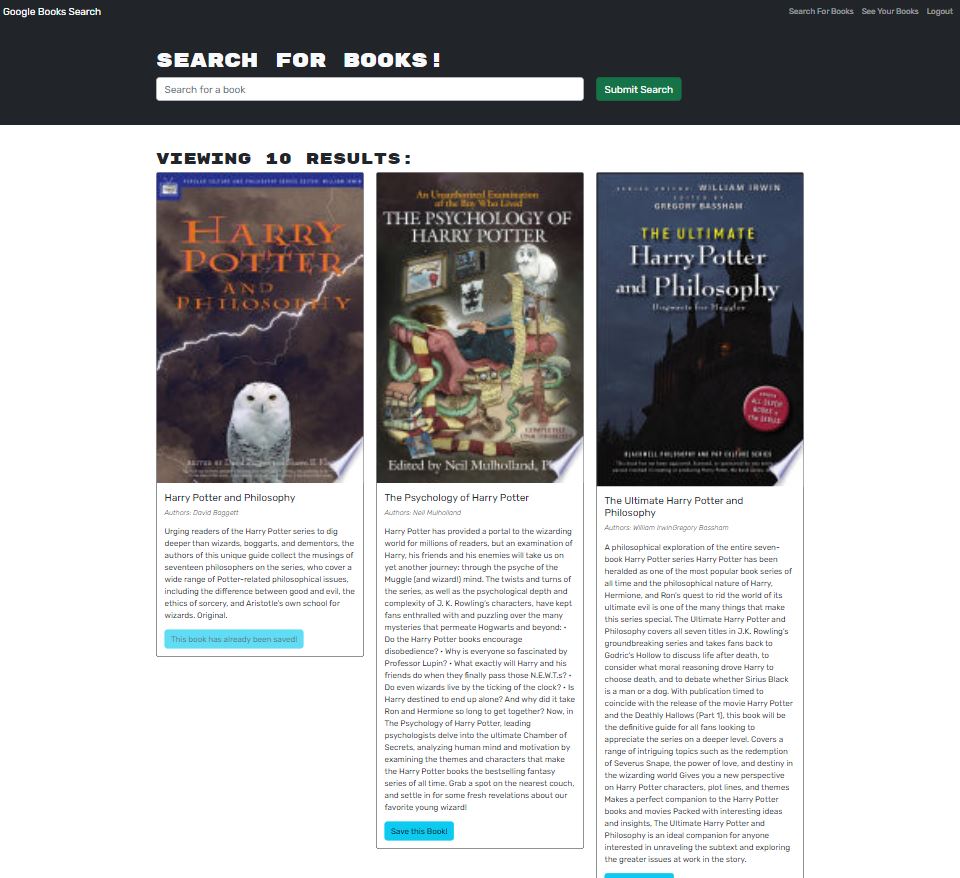 Google Books Search
Search For Books
See Your Books
Logout
SEARCH FOR BOOKS!
Search for a book
Submit Search
VIEWING 10 RESULTS:
POPULAR CULTURE AND PHILOSOPHY SERIES EDITOR: WILLIAM IRWIN
HARRY
POTTER
AND
PHILOSOPHY
Harry Potter and Philosophy
Authors: David Baggett
Urging readers of the Harry Potter series to dig
deeper than wizards, boggarts, and dementors, the
authors of this unique guide collect the musings of
seventeen philosophers on the series, who cover a
wide range of Potter-related philosophical issues,
including the difference between good and evil, the
ethics of sorcery, and Aristotle's own school for
wizards. Original.
This book has already been saved!
An Unauthorized Examination
of the Boy Who Lived
THE PSYCHOLOGY OF
HARRY POTTER
Edited by Neil Mulholland,
The Psychology of Harry Potter
Authors: Neil Mulholland
Harry Potter has provided a portal to the wizarding
world for millions of readers, but an examination of
Harry, his friends and his enemies will take us on
yet another journey: through the psyche of the
Muggle (and wizard!) mind. The twists and turns of
the series, as well as the psychological depth and
complexity of J. K. Rowling's characters, have kept
fans enthralled with and puzzling over the many
mysteries that permeate Hogwarts and beyond: •
Do the Harry Potter books encourage
disobedience? • Why is everyone so fascinated by
Professor Lupin? • What exactly will Harry and his
friends do when they finally pass those N.E.W.T.s? •
Do even wizards live by the ticking of the clock? • Is
Harry destined to end up alone? And why did it take
Ron and Hermione so long to get together? Now, in
The Psychology of Harry Potter, leading
psychologists delve into the ultimate Chamber of
Secrets, analyzing human mind and motivation by
examining the themes and characters that make
the Harry Potter books the bestselling fantasy
series of all time. Grab a spot on the nearest couch,
and settle in for some fresh revelations about our
favorite young wizard!
Save this Book!
SERIES EDITOR: WILLIAM IRWIN
EDITED BY
GREGORY BASSHAM
THE ULTIMATE
Harry Potter
and Philosophy
Hogwarts for Muggles
BLACKWELL PHILOSOPHY AND POP CULTURE SERIES
The Ultimate Harry Potter and
Philosophy
Authors: William IrwinGregory Bassham
A philosophical exploration of the entire seven-
book Harry Potter series Harry Potter has been
heralded as one of the most popular book series of
all time and the philosophical nature of Harry,
Hermione, and Ron's quest to rid the world of its
ultimate evil is one of the many things that make
this series special. The Ultimate Harry Potter and
Philosophy covers all seven titles in J.K. Rowling's
groundbreaking series and takes fans back to
Godric's Hollow to discuss life after death, to
consider what moral reasoning drove Harry to
choose death, and to debate whether Sirius Black
is a man or a dog. With publication timed to
coincide with the release of the movie Harry Potter
and the Deathly Hallows (Part 1), this book will be
the definitive guide for all fans looking to
appreciate the series on a deeper level. Covers a
range of intriguing topics such as the redemption
of Severus Snape, the power of love, and destiny in
the wizarding world Gives you a new perspective
on Harry Potter characters, plot lines, and themes
Makes a perfect companion to the Harry Potter
books and movies Packed with interesting ideas
and insights, The Ultimate Harry Potter and
Philosophy is an ideal companion for anyone
interested in unraveling the subtext and exploring
the greater issues at work in the story.